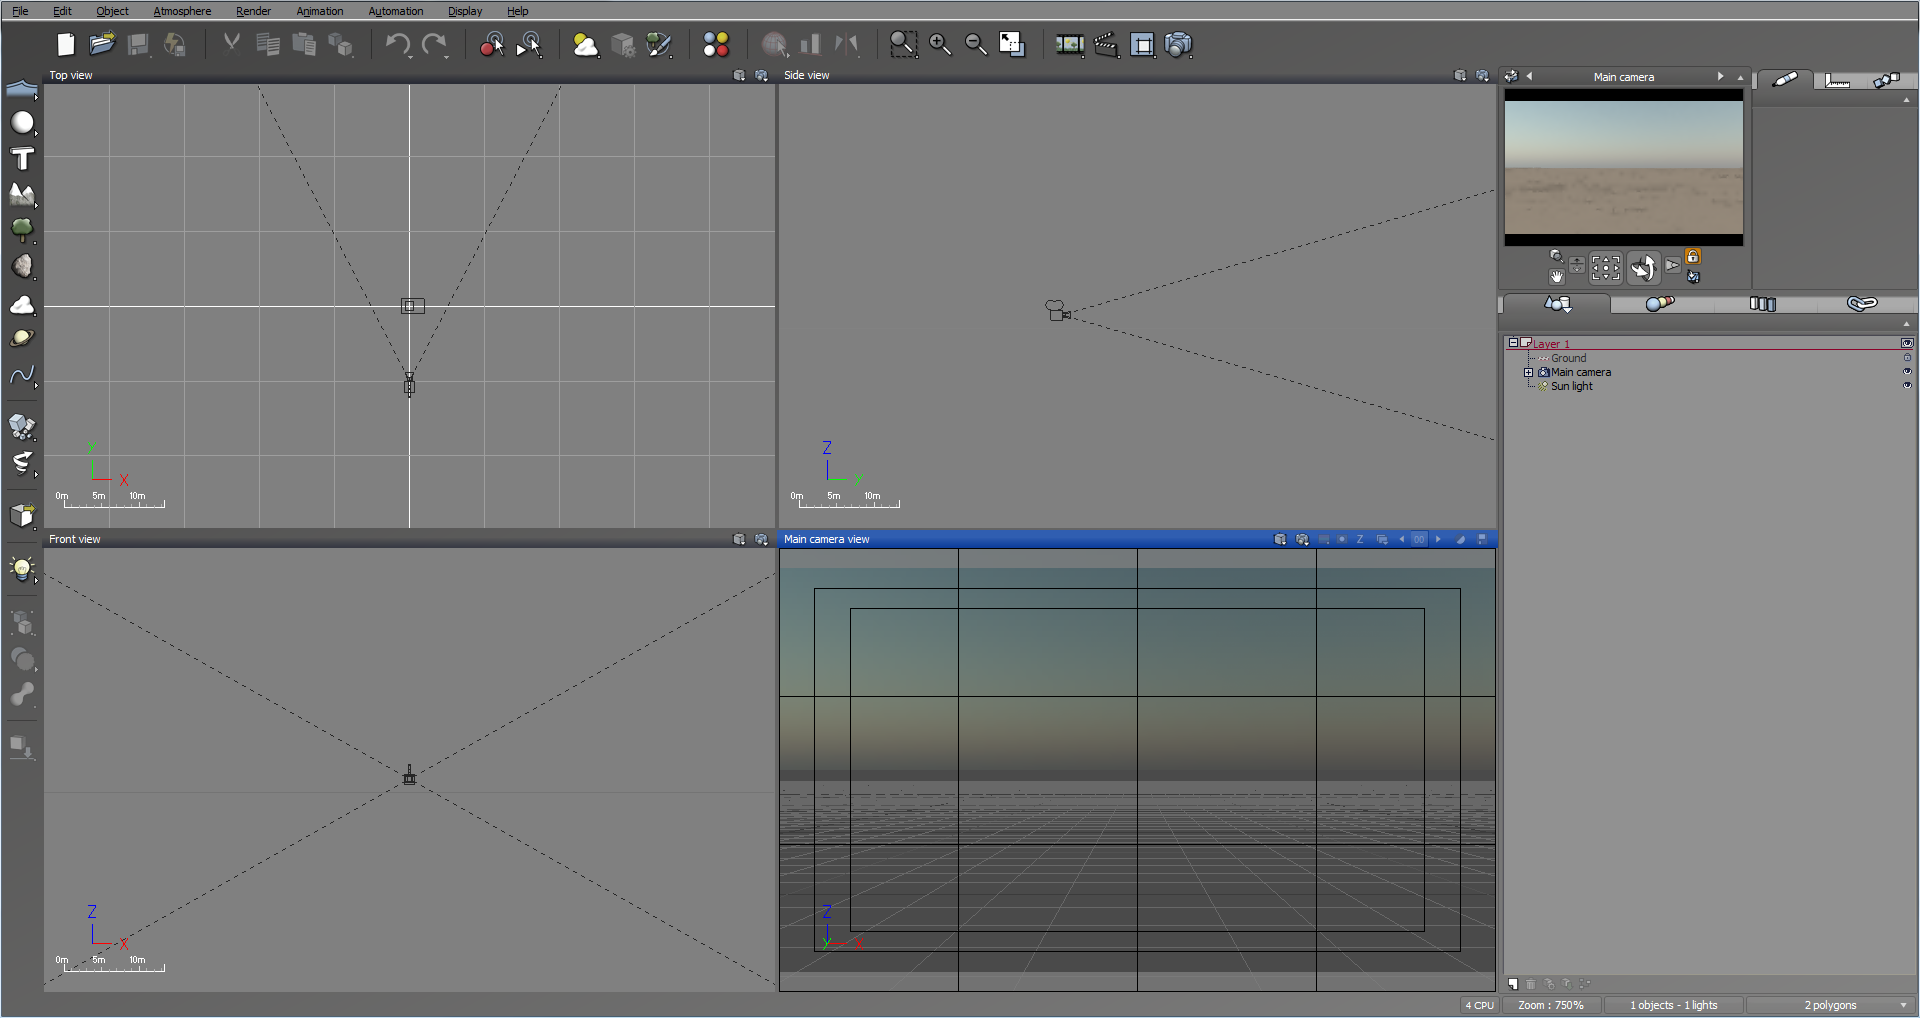 File Edit Object Atmosphere Render Animation Automation Display Help
Top view
Side view
Main camera
Y
X
0m 5m 10m
Z
Y
0m 5m 10m
Layer 1
Ground
Main camera
Sun light
Front view
Main camera view
Z
00
Z
X
0m 5m 10m
Z
Y
X
4 CPU
Zoom : 750%
1 objects - 1 lights
2 polygons